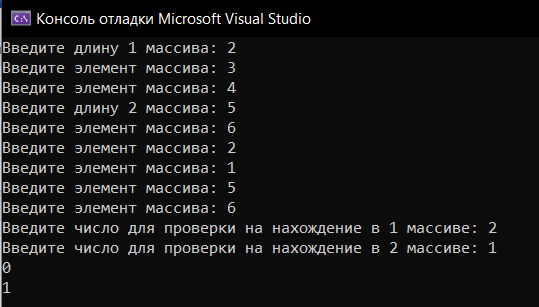 Консоль отладки Microsoft Visual Studio
Введите длину 1 массива: 2
Введите элемент массива: 3
Введите элемент массива: 4
Введите длину 2 массива: 5
Введите элемент массива: 6
Введите элемент массива: 2
Введите элемент массива: 1
Введите элемент массива: 5
Введите элемент массива: 6
Введите число для проверки на нахождение в 1 массиве: 2
Введите число для проверки на нахождение в 2 массиве: 1
0
1